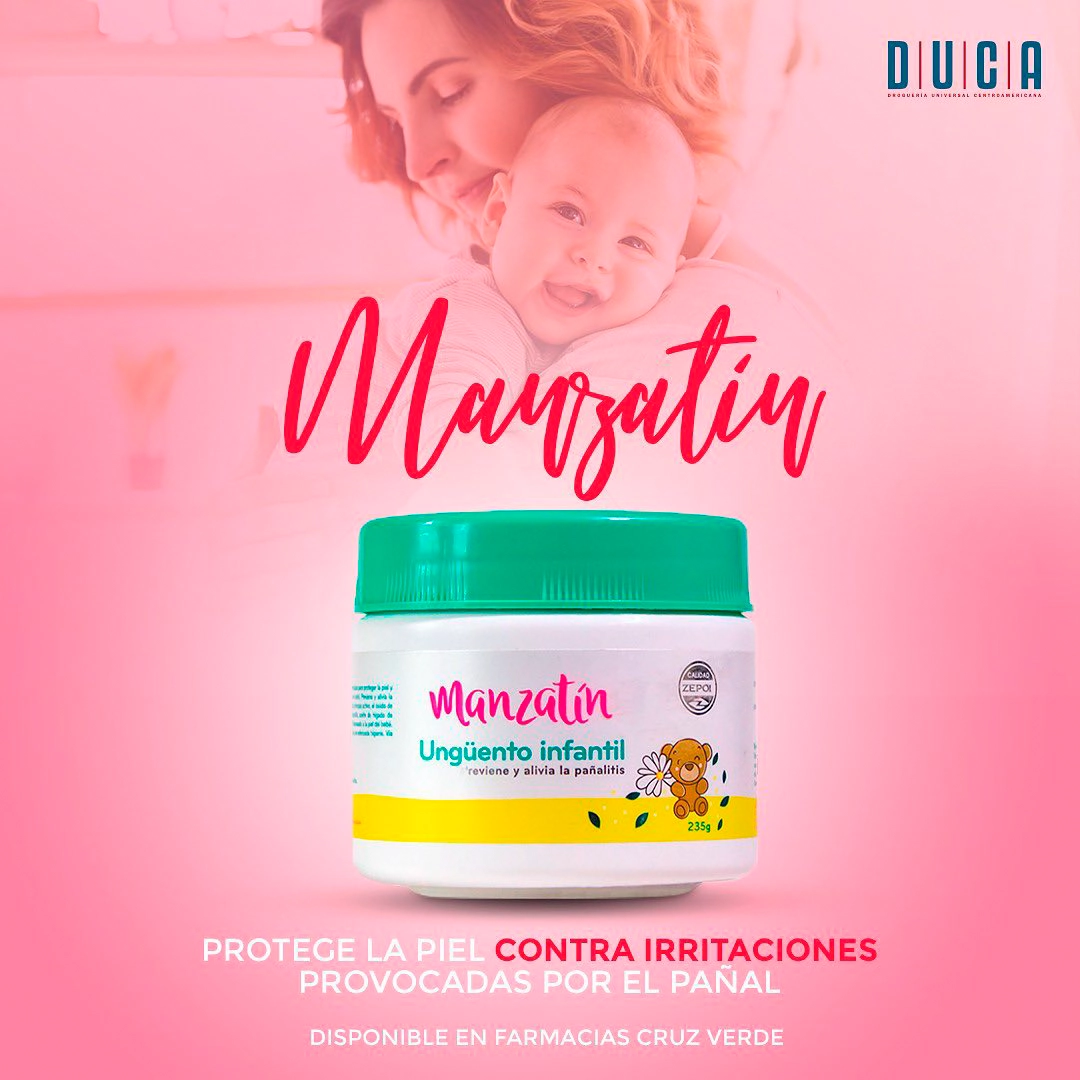 D|U|C|A
DROGUERÍA UNIVERSAL CENTROAMERICANA
Manzatín
manzatín
CALIDAD
ZEPOL
Ungüento infantil
reviene y alivia la pañalitis
235g
PROTEGE LA PIEL CONTRA IRRITACIONES
PROVOCADAS POR EL PAÑAL
DISPONIBLE EN FARMACIAS CRUZ VERDE